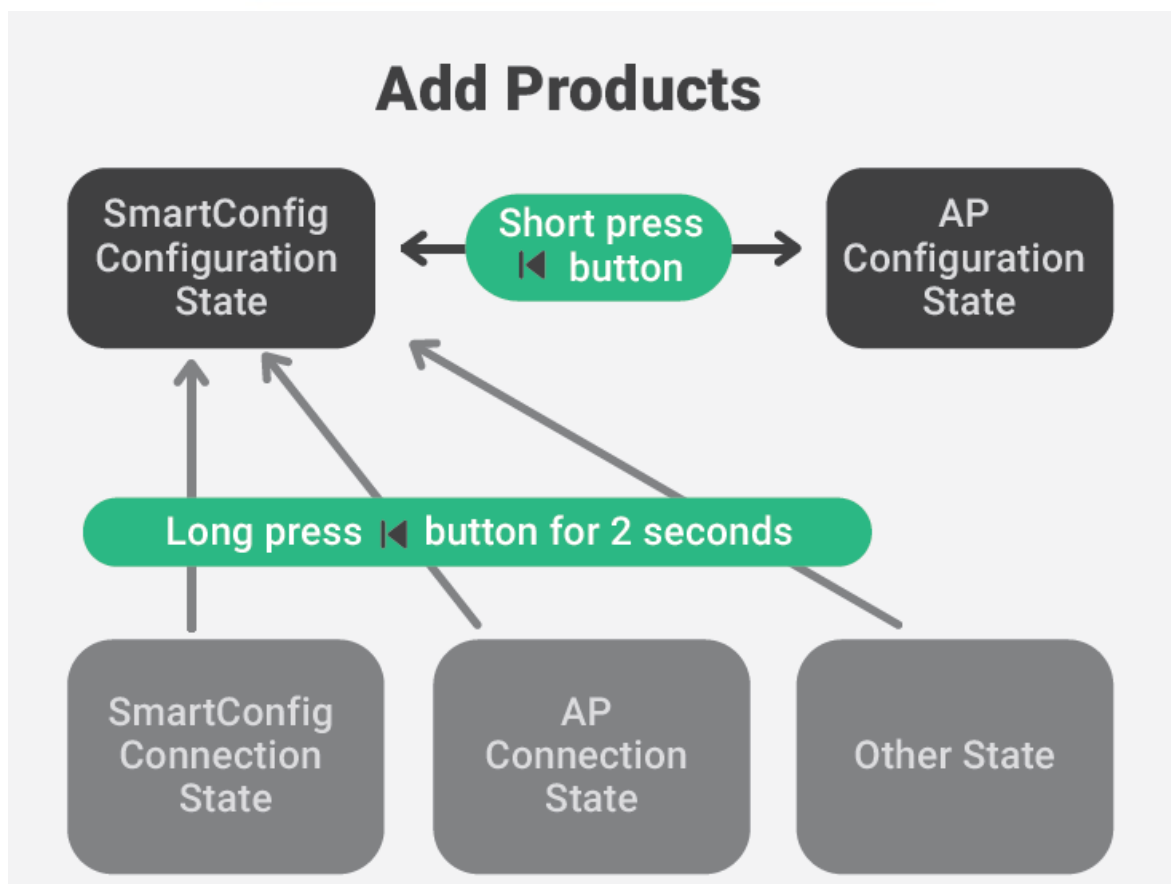 Add Products
SmartConfig
Configuration
State
Short press
button
AP
Configuration
State
Long press button for 2 seconds
SmartConfig
Connection
State
AP
Connection
State
Other State